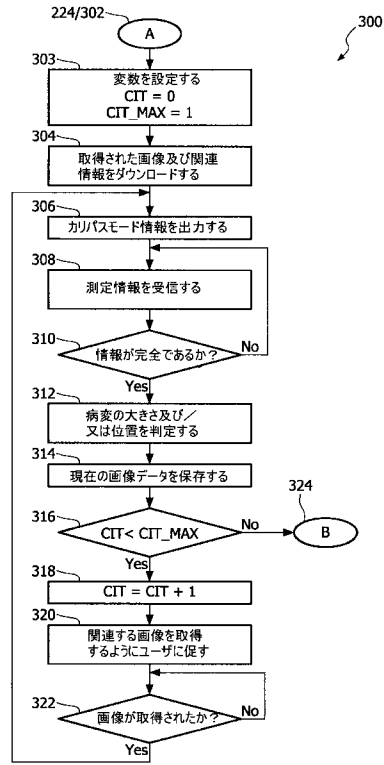 224/302
A
300
303
変数を設定する
CIT = 0
CIT_MAX = 1
304
取得された画像及び関連
情報をダウンロードする
306
カリパスモード情報を出力する
308
測定情報を受信する
310
情報が完全であるか?
No
Yes
312
病変の大きさ及び/
又は位置を判定する
314
現在の画像データを保存する
316
CIT< CIT_MAX
No
324
B
Yes
318
CIT = CIT + 1
320
関連する画像を取得
するようにユーザに促す
322
画像が取得されたか?
No
Yes